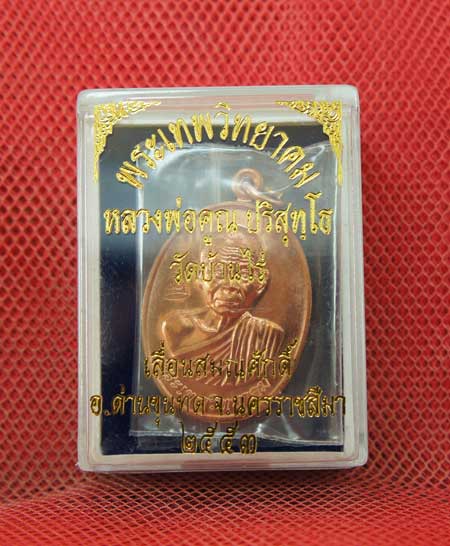 พระเทพวิทยาคม
หลวงพ่อคูณ ปริสุทฺโธ
วัดบ้านไร่
เลื่อนสมณศักดิ์
อ.ด่านขุนทด จ.นครราชสีมา
๒๕๕๓